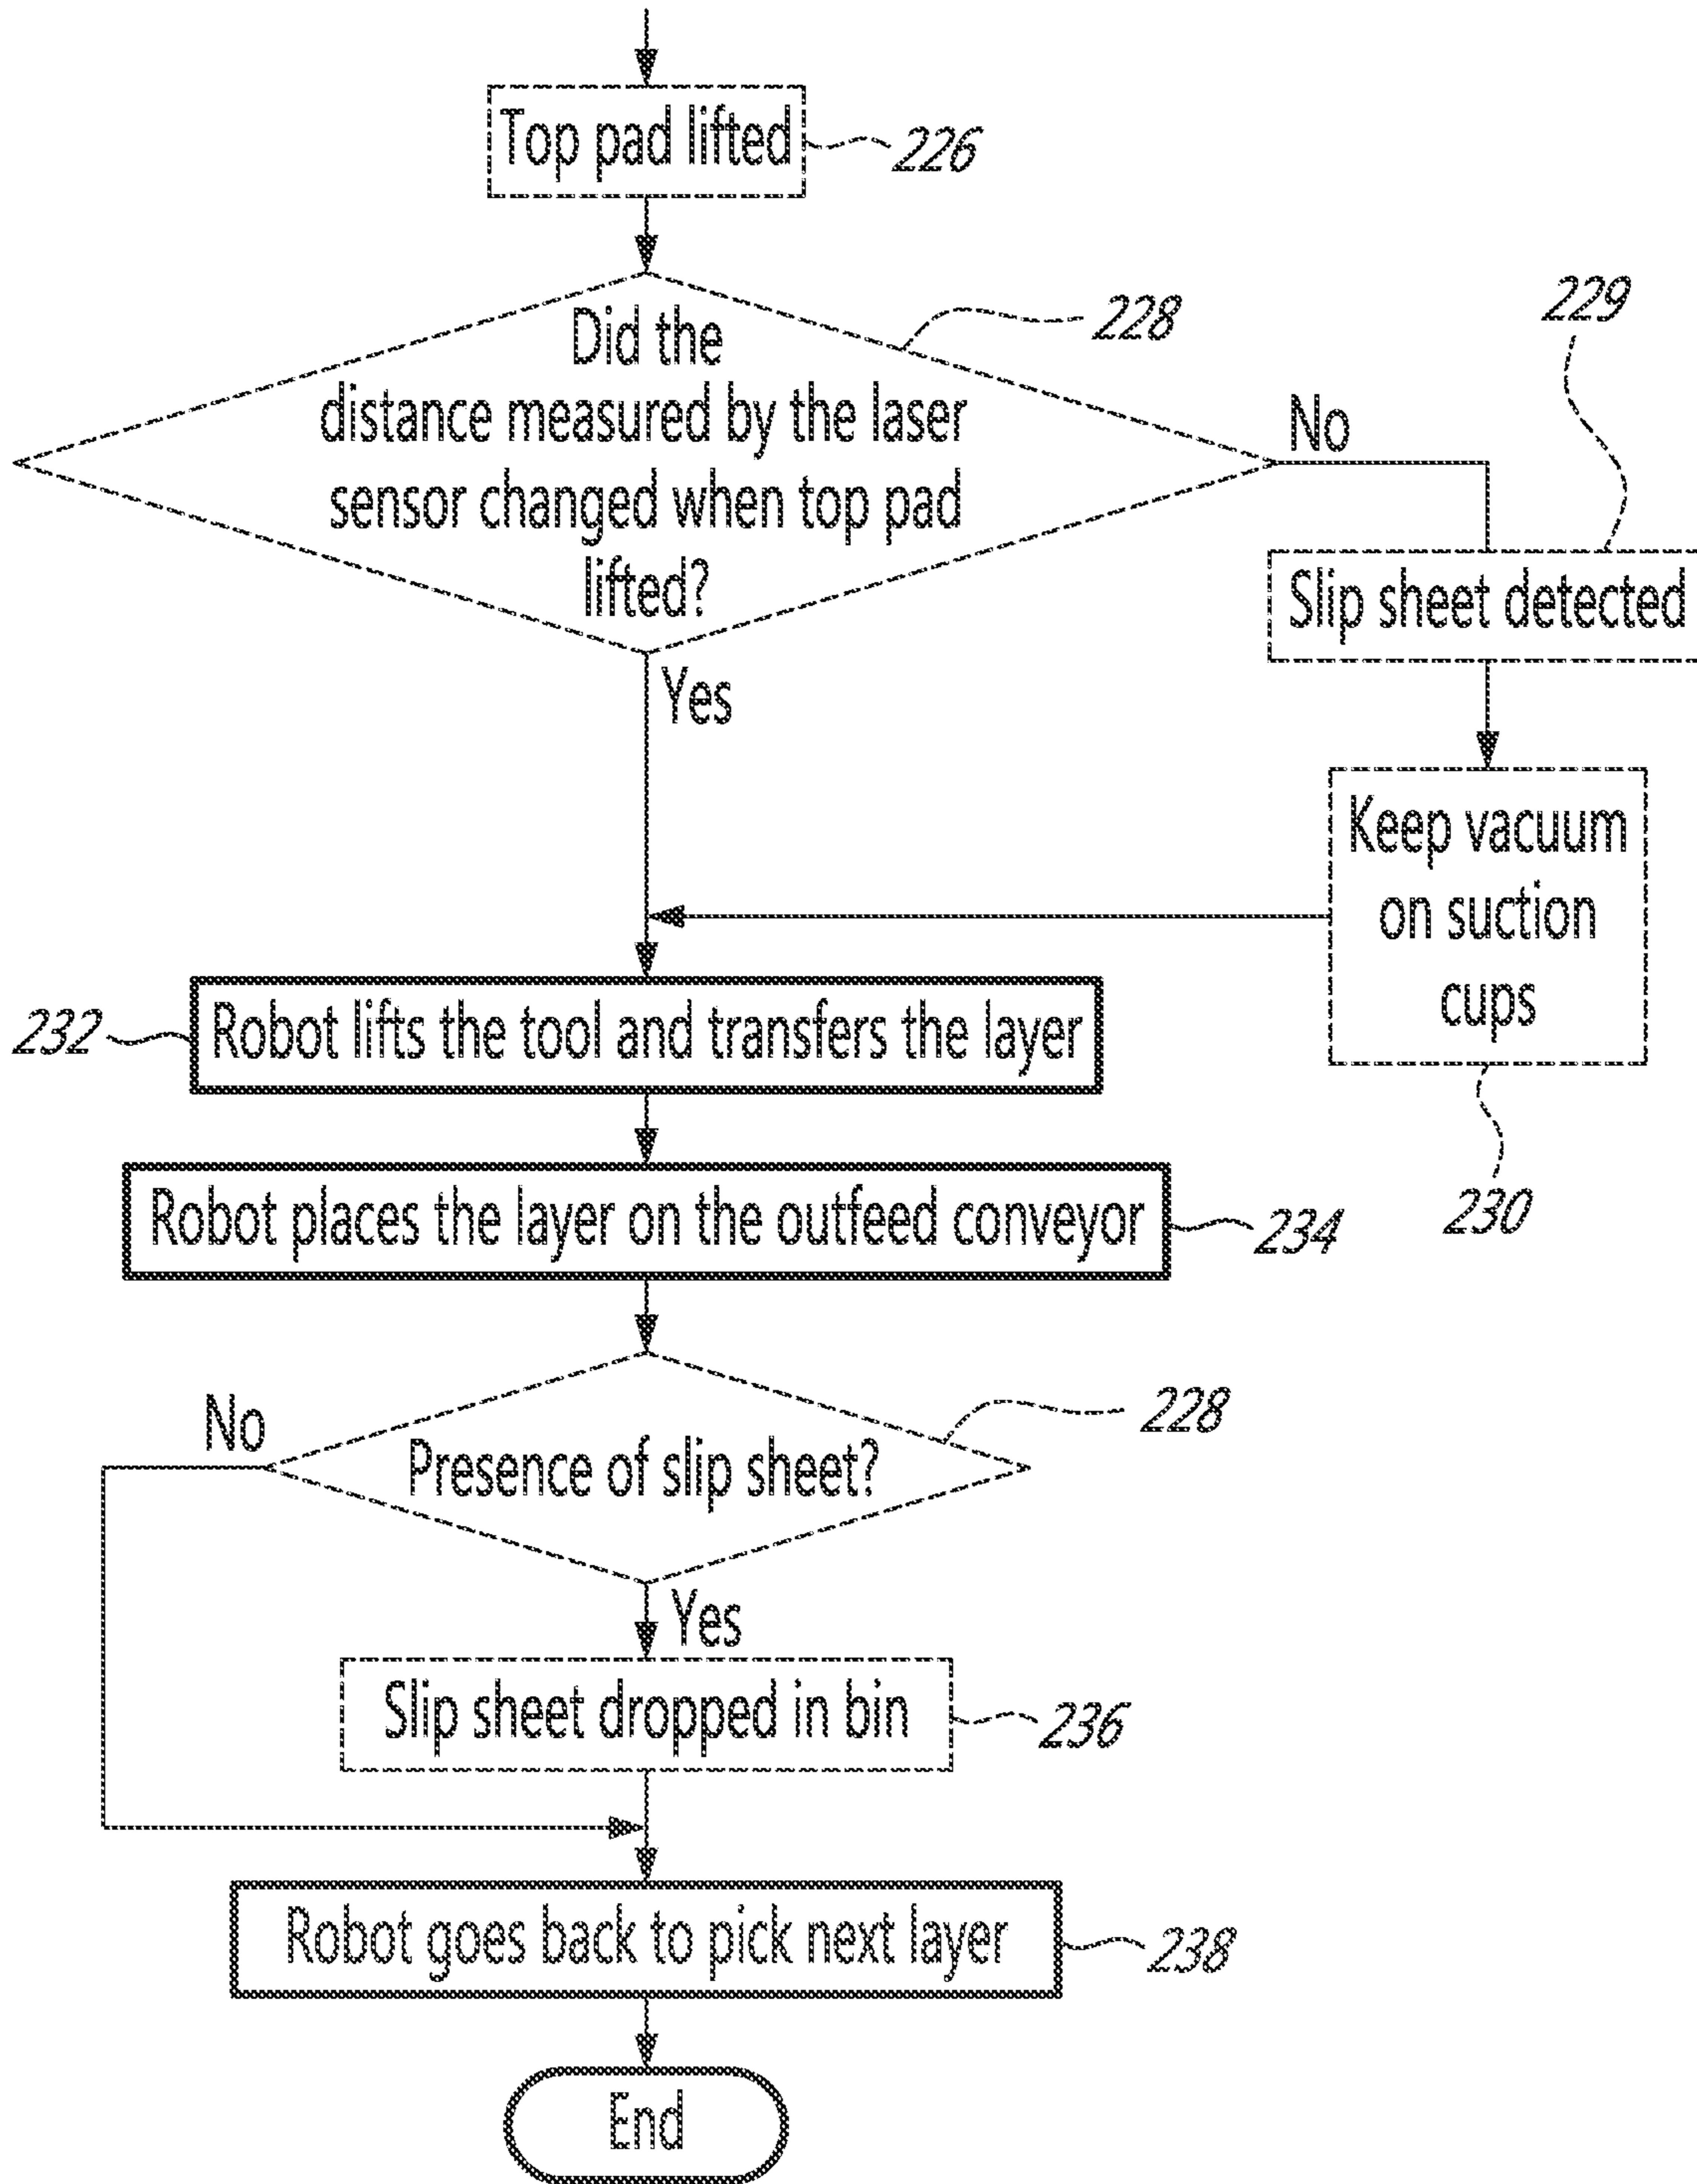 Top pad lifted
226
Did the
distance measured by the laser
sensor changed when top pad
lifted?
228
No
229
Slip sheet detected
Yes
Keep vacuum
on suction
cups
230
232
Robot lifts the tool and transfers the layer
Robot places the layer on the outfeed conveyor
234
No
Presence of slip sheet?
228
Yes
Slip sheet dropped in bin
236
Robot goes back to pick next layer
238
End